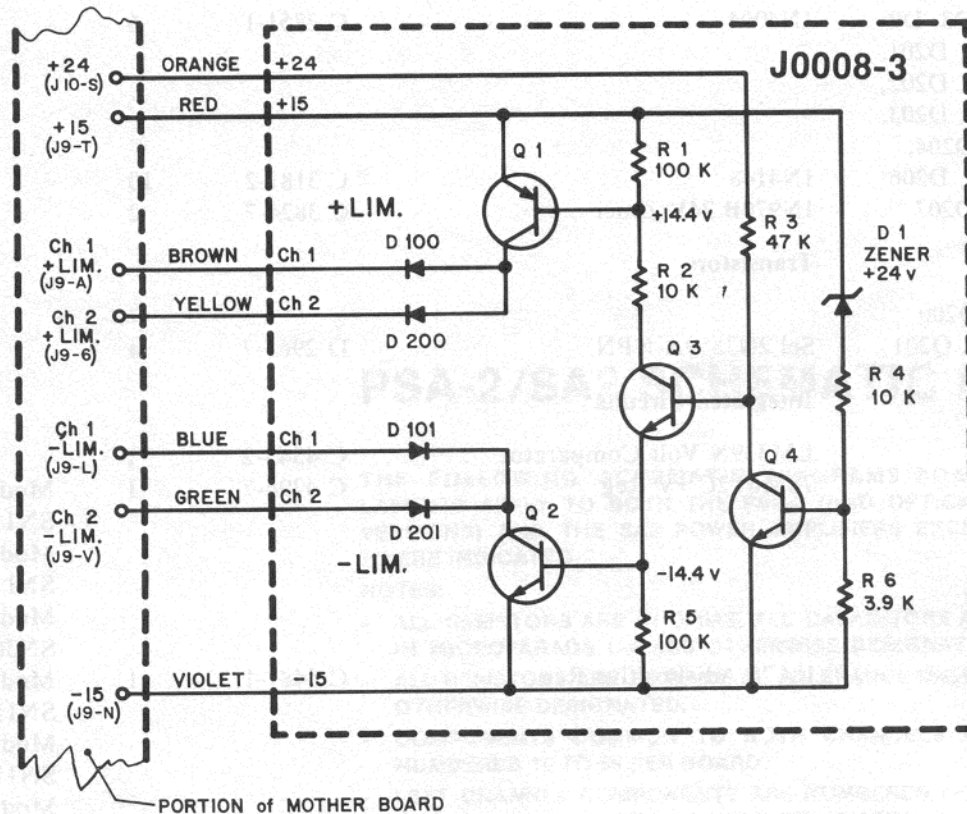 J0008-3
+24
(J10-S)
ORANGE
+24
RED
+15
+15
(J9-T)
Q 1
R 1
100 K
+LIM.
+14.4 v
R 3
47 K
D 1
ZENER
+24 v
Ch 1
+LIM.
(J9-A)
BROWN
Ch 1
D 100
R 2
10 K
YELLOW
Ch 2
Ch 2
+LIM.
(J9-6)
D 200
Q 3
R 4
10 K
Ch 1
-LIM.
(J9-L)
BLUE
Ch 1
D 101
Q 4
GREEN
Ch 2
Ch 2
-LIM.
(J9-V)
D 201
Q 2
-LIM.
-14.4 v
R 5
100 K
R 6
3.9 K
-15
(J9-N)
VIOLET
-15
PORTION of MOTHER BOARD